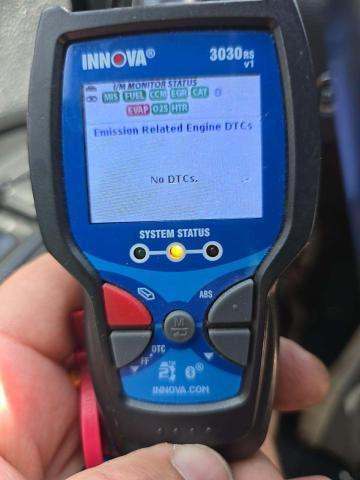 INNOVA® 3030RS
v1
I/M MONITOR STATUS
MIS FUEL CCM EGR CAT
EVAP O2S HTR
Emission Related Engine DTCs
No DTCs.
SYSTEM STATUS
ABS
M
DTC
FF
INNOVA.COM